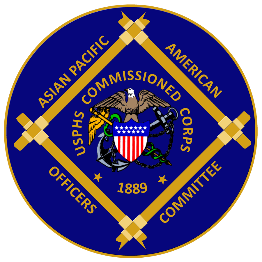 ASIAN PACIFIC
AMERICAN
USPHS COMMISSIONED CORPS
1889
OFFICERS
COMMITTEE